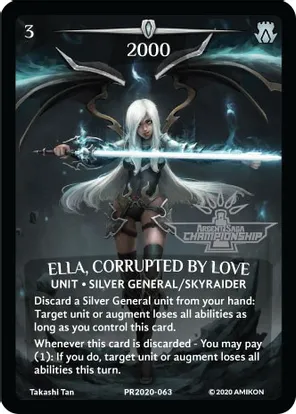 3
2000
ARGENT SAGA
CHAMPIONSHIP
ELLA, CORRUPTED BY LOVE
UNIT • SILVER GENERAL/SKYRAIDER
Discard a Silver General unit from your hand:
Target unit or augment loses all abilities as
long as you control this card.
Whenever this card is discarded - You may pay
(1): If you do, target unit or augment loses all
abilities this turn.
Takashi Tan PR2020-063 ©2020 AMIKON